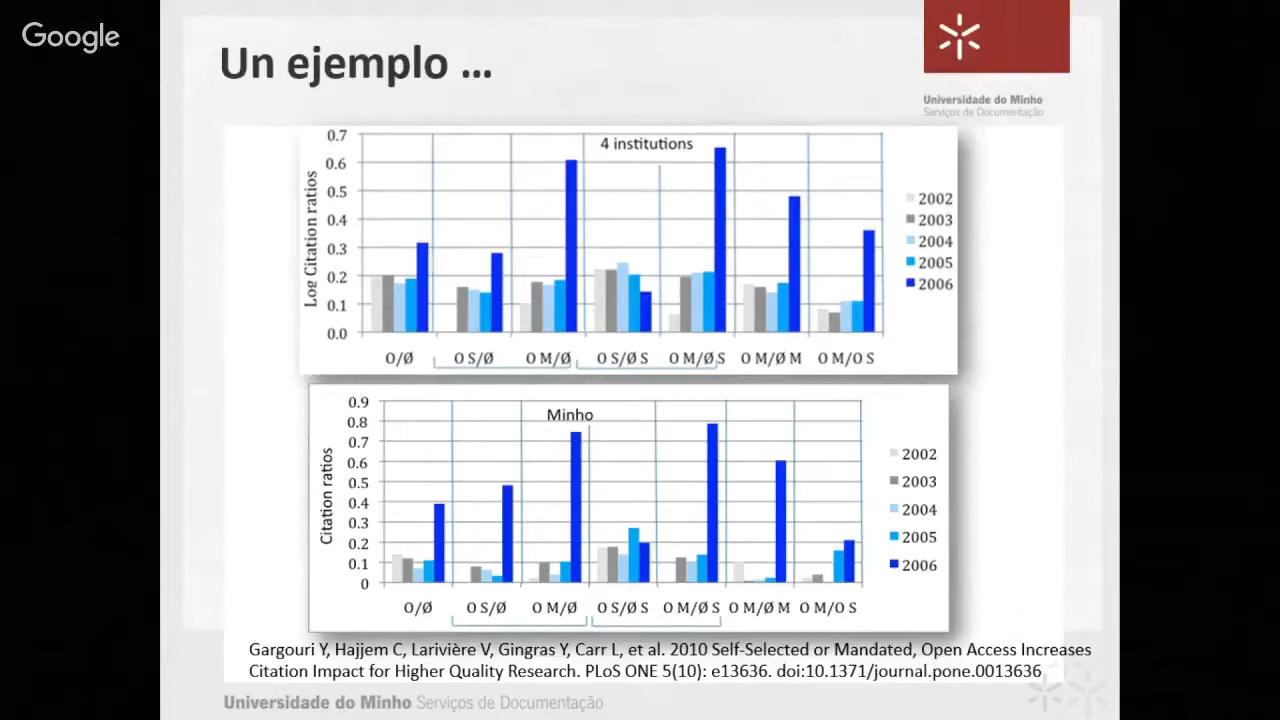 Google
Un ejemplo ...
Universidade do Minho
Serviços de Documentação
4 institutions
Log Citation ratios
0.7
0.6
0.5
0.4
0.3
0.2
0.1
0.0
O/Ø
O S/Ø
O M/Ø
O S/Ø S
O M/Ø S
O M/Ø M
O M/O S
2002
2003
2004
2005
2006
Minho
Citation ratios
0.9
0.8
0.7
0.6
0.5
0.4
0.3
0.2
0.1
0
O/Ø
O S/Ø
O M/Ø
O S/Ø S
O M/Ø S
O M/Ø M
O M/O S
2002
2003
2004
2005
2006
Gargouri Y, Hajjem C, Larivière V, Gingras Y, Carr L, et al. 2010 Self-Selected or Mandated, Open Access Increases
Citation Impact for Higher Quality Research. PLoS ONE 5(10): e13636. doi:10.1371/journal.pone.0013636
Universidade do Minho Serviços de Documentação